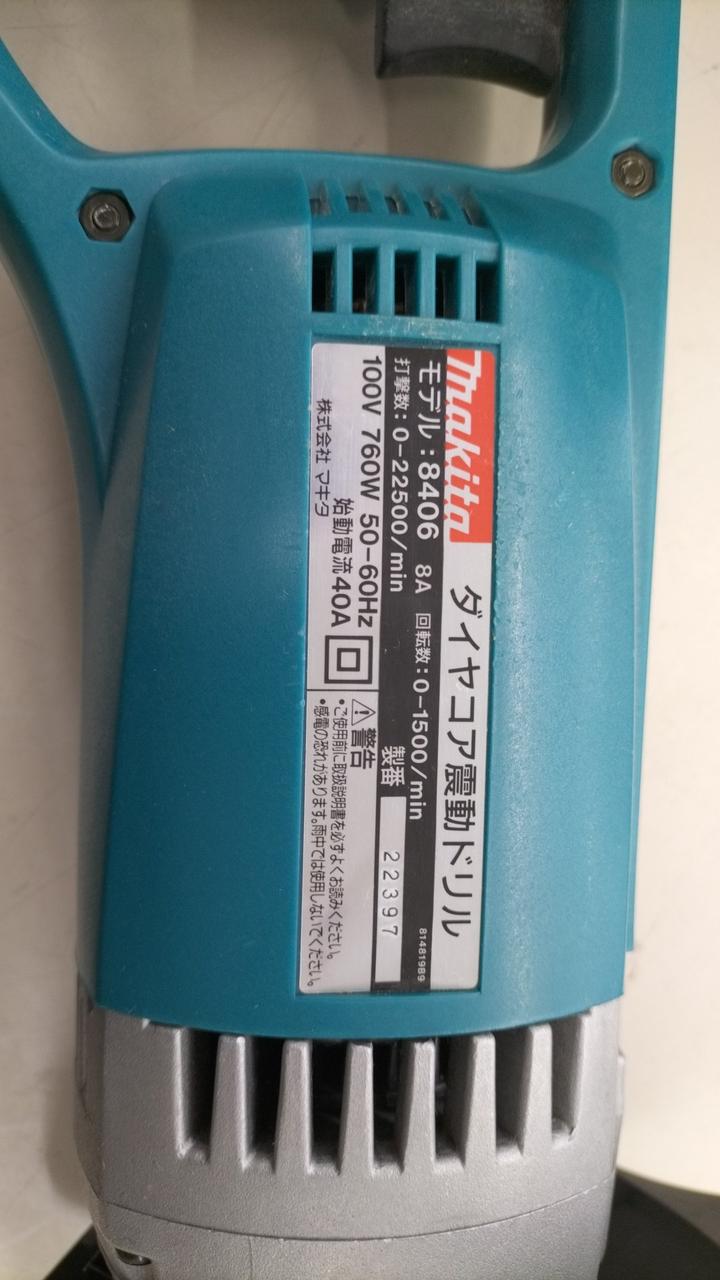 makita ダイヤコア震動ドリル
モデル:8406 8A 回転数:0-1500/min
打撃数:0-22500/min 製番 22397
81481989
100V 760W 50-60Hz
始動電流40A
株式会社 マキタ
警告
•ご使用前に取扱説明書を必ずよくお読みください。
•感電の恐れがあります。雨中では使用しないでください。